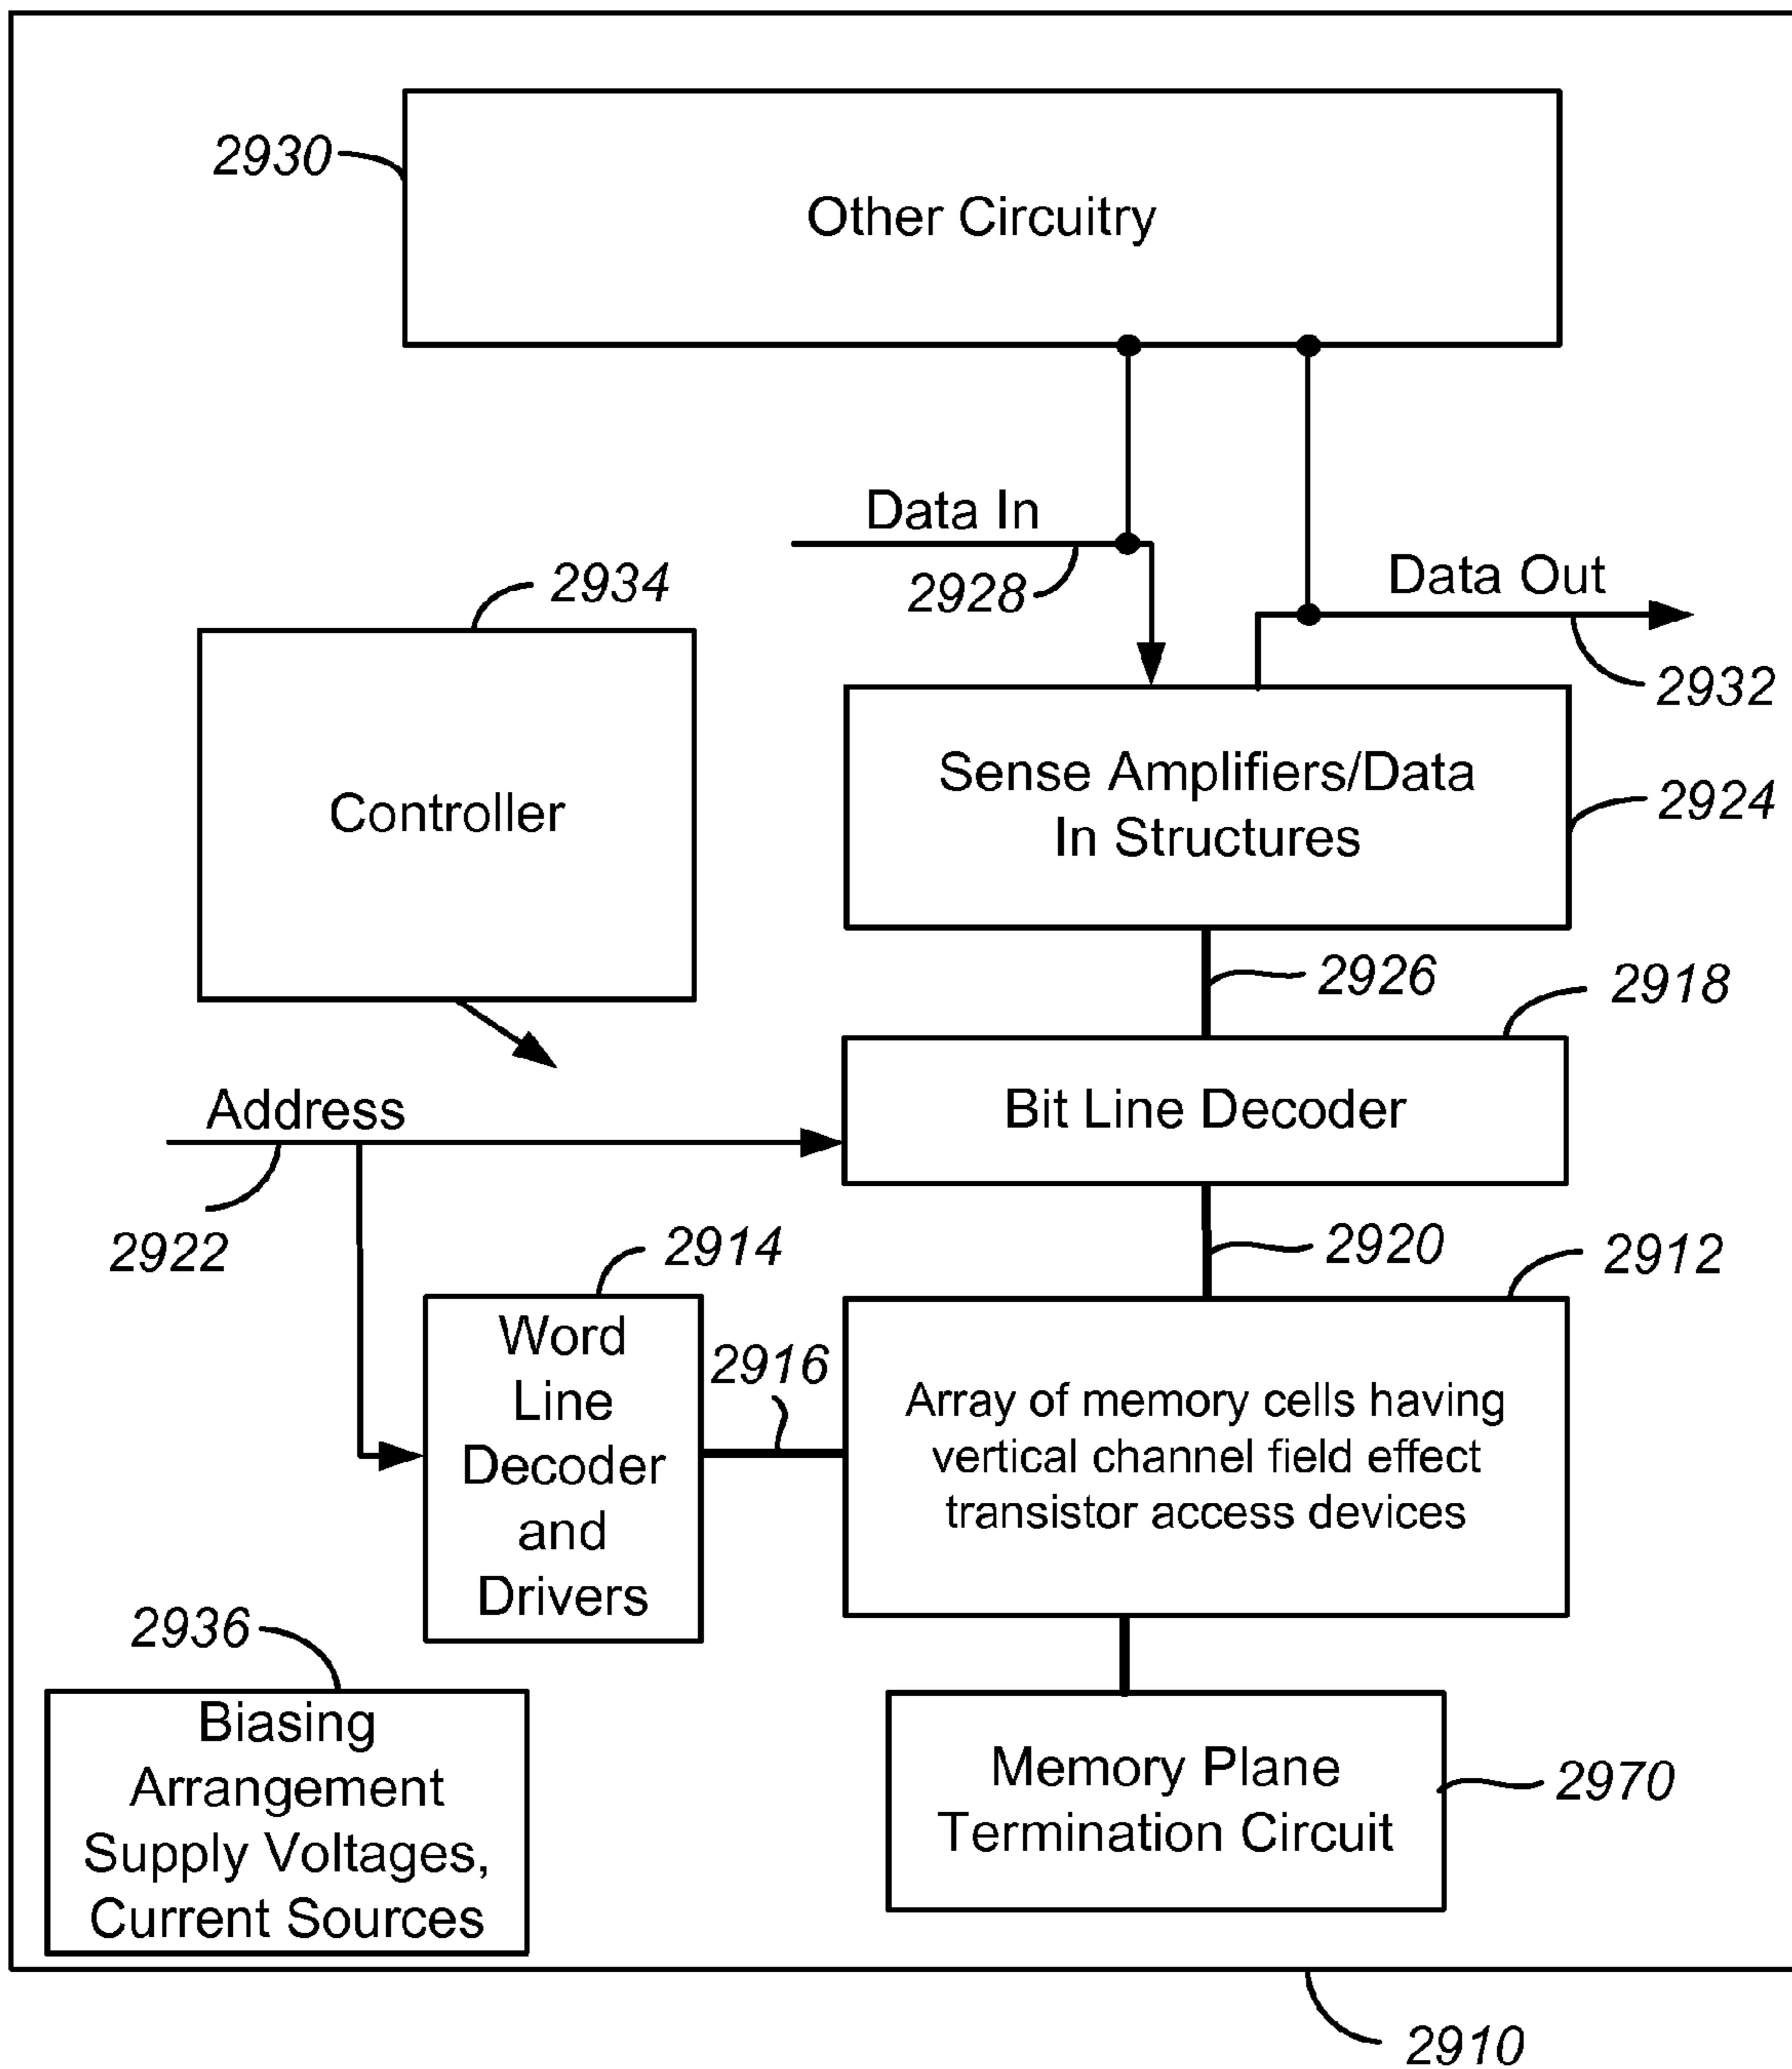 2930
Other Circuitry
Data In
2928
2934
Data Out
2932
Controller
Sense Amplifiers/Data
In Structures
2924
2926
2918
Address
Bit Line Decoder
2922
2914
2920
2912
Word
Line
Decoder
and
Drivers
2916
Array of memory cells having
vertical channel field effect
transistor access devices
2936
Biasing
Arrangement
Supply Voltages,
Current Sources
Memory Plane
Termination Circuit
2970
2910